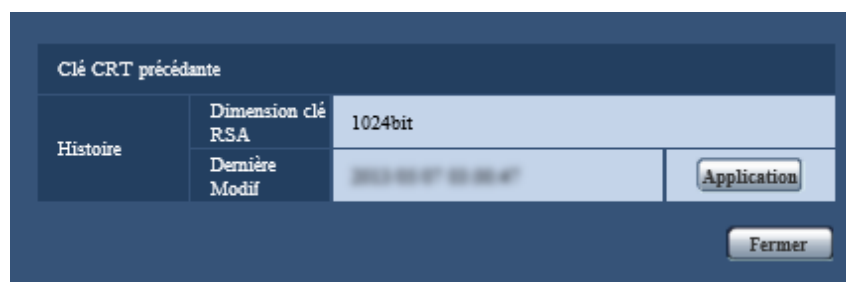 Clé CRT précédante
Histoire
Dimension clé
RSA
1024bit
Dernière
Modif
Application
Fermer